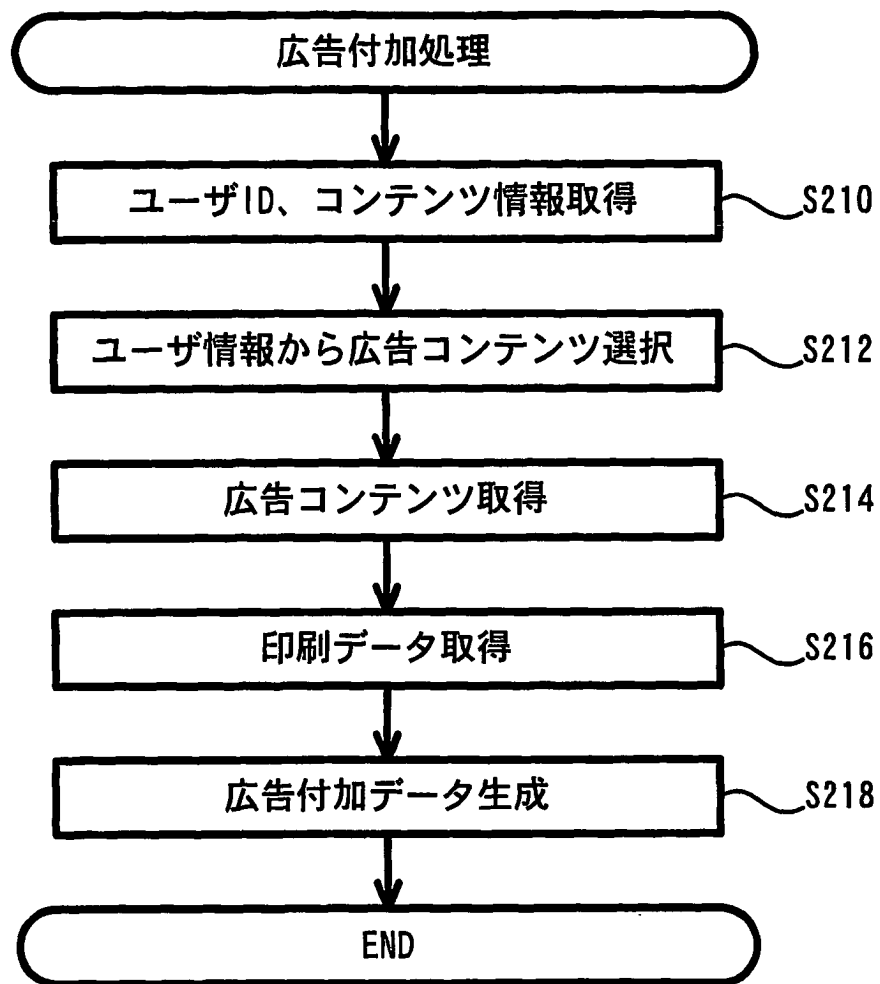 広告付加処理
ユーザID、コンテンツ情報取得 S210
ユーザ情報から広告コンテンツ選択 S212
広告コンテンツ取得 S214
印刷データ取得 S216
広告付加データ生成 S218
END